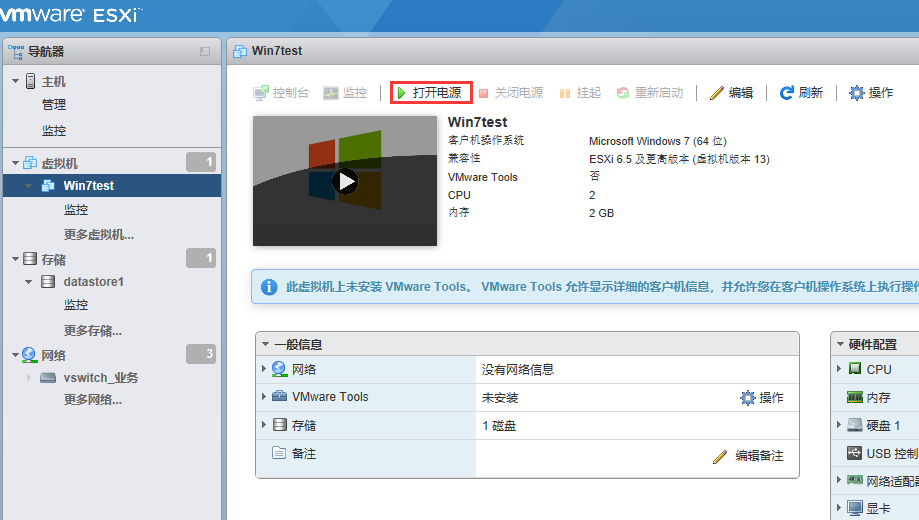 vmware ESXi
导航器
主机
管理
监控
虚拟机 1
Win7test
监控
更多虚拟机...
存储 1
datastore1
监控
更多存储...
网络 3
vswitch_业务
更多网络...
Win7test
控制台 监控 打开电源 关闭电源 挂起 重新启动 编辑 刷新 操作
Win7test
客户机操作系统 Microsoft Windows 7 (64 位)
兼容性 ESXi 6.5 及更高版本 (虚拟机版本 13)
VMware Tools 否
CPU 2
内存 2 GB
此虚拟机上未安装 VMware Tools。 VMware Tools 允许显示详细的客户机信息，并允许您在客户机操作系统上执行操作
一般信息
网络 没有网络信息
VMware Tools 未安装 操作
存储 1 磁盘
备注 编辑备注
硬件配置
CPU
内存
硬盘 1
USB 控制
网络适配器
显卡